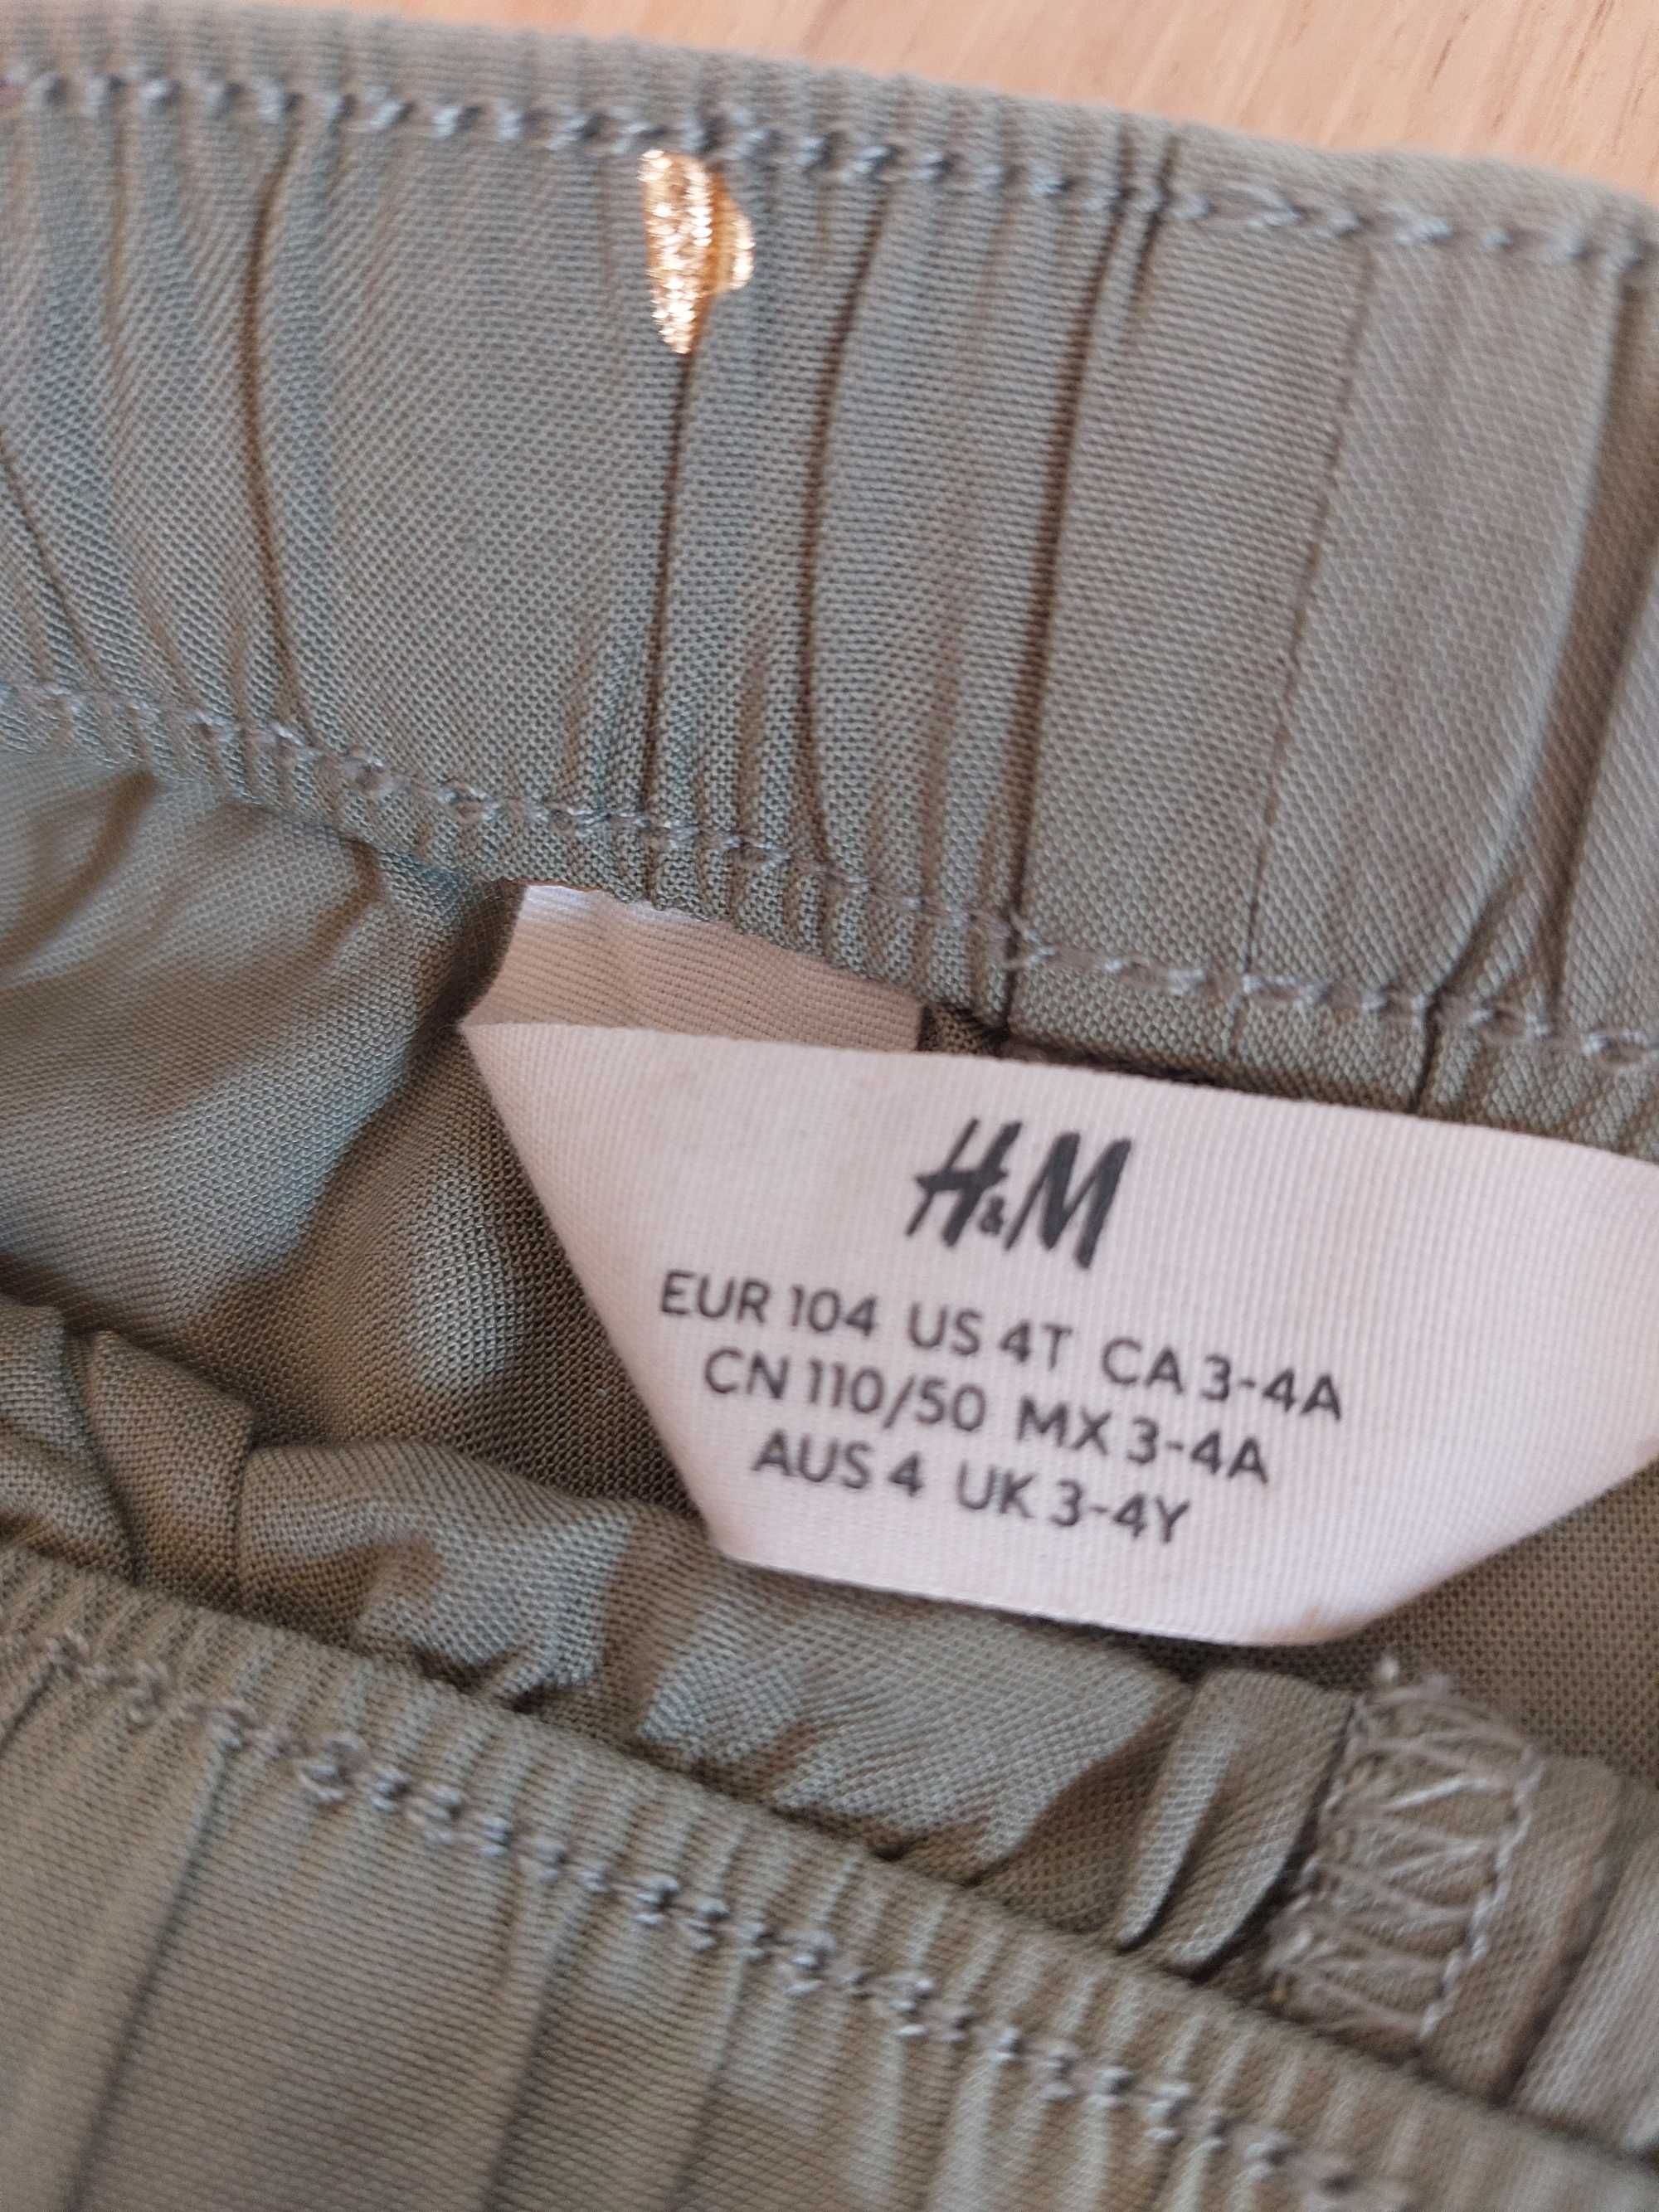 H&M
EUR 104 US 4T CA 3-4A
CN 110/50 MX 3-4A
AUS 4 UK 3-4Y